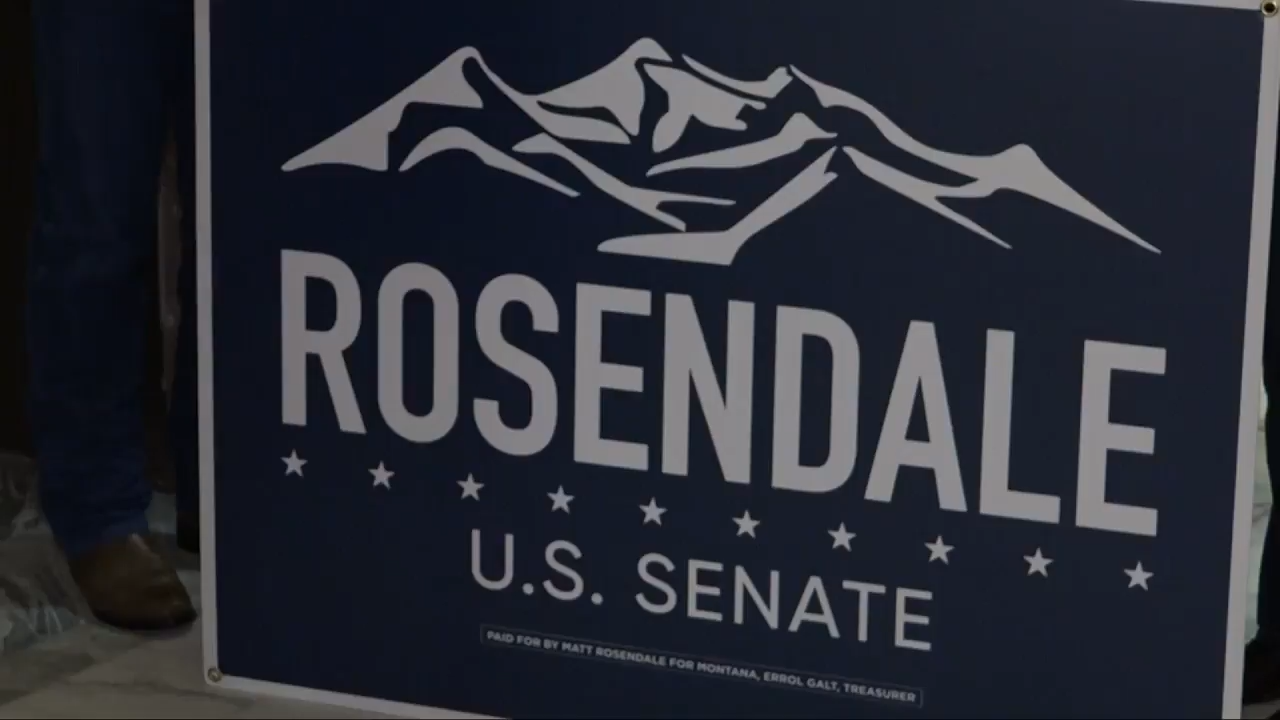 ROSENDALE
U.S. SENATE
PAID FOR BY MATT ROSENDALE FOR MONTANA, ERROL GALT, TREASURER